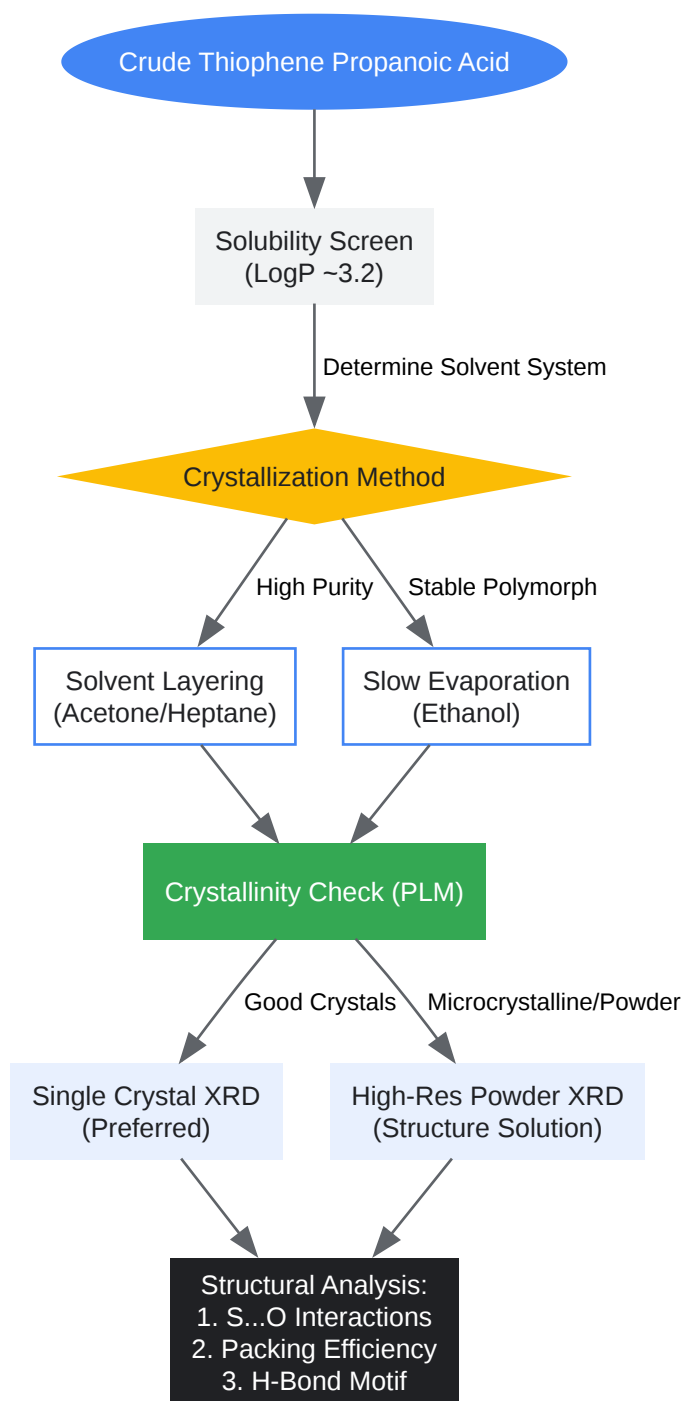 Crude Thiophene Propanoic Acid
Solubility Screen
(LogP ~3.2)
Determine Solvent System
Crystallization Method
High Purity
Stable Polymorph
Solvent Layering
(Acetone/Heptane)
Slow Evaporation
(Ethanol)
Crystallinity Check (PLM)
Good Crystals
Microcrystalline/Powder
Single Crystal XRD
(Preferred)
High-Res Powder XRD
(Structure Solution)
Structural Analysis:
1. S...O Interactions
2. Packing Efficiency
3. H-Bond Motif